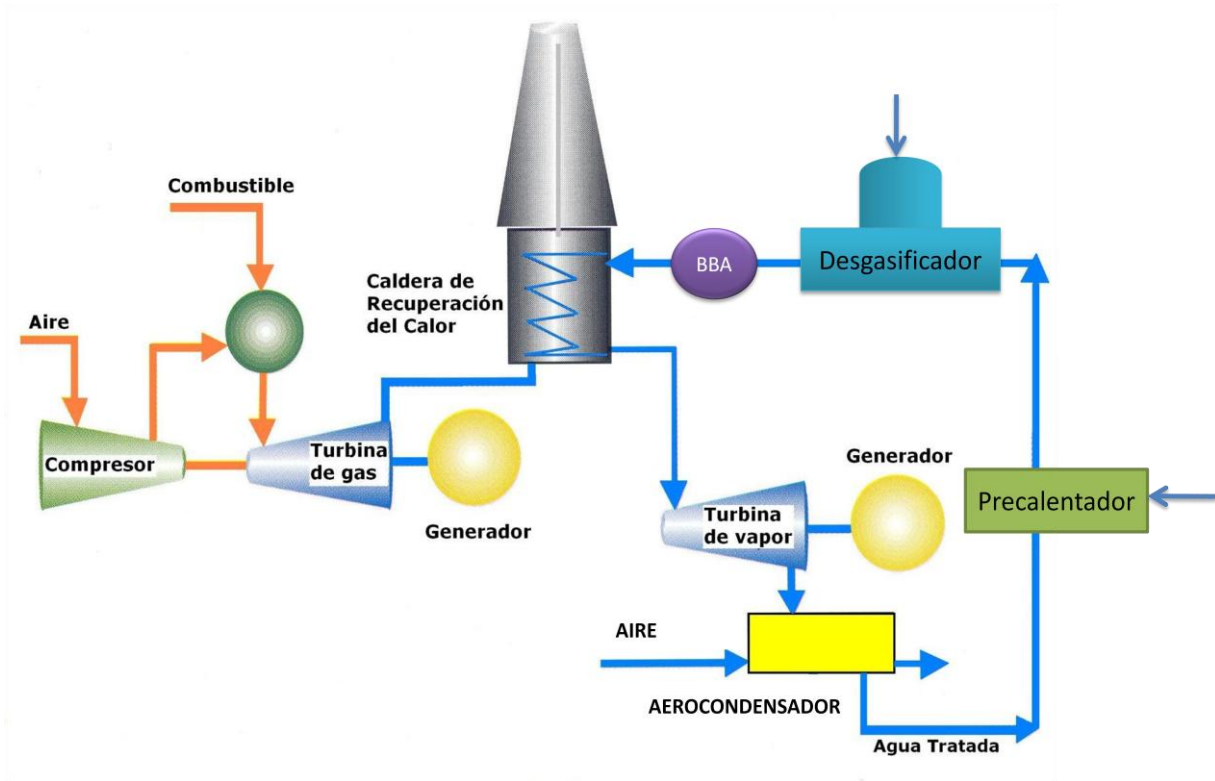 Combustible
Aire
Compresor
Turbina
de gas
Generador
Caldera de
Recuperación
del Calor
BBA
Desgasificador
Precalentador
Generador
Turbina
de vapor
AIRE
AEROCONDENSADOR
Agua Tratada